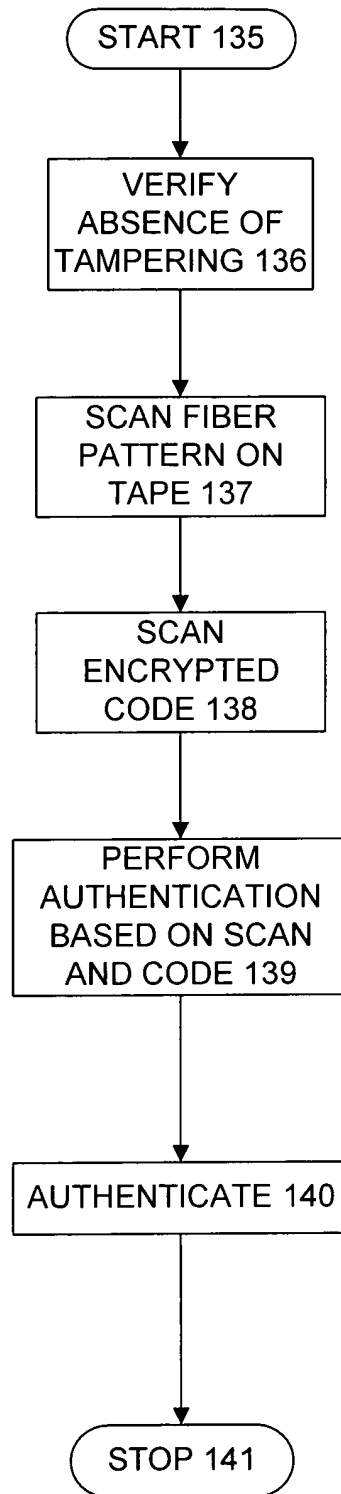 START 135
VERIFY
ABSENCE OF
TAMPERING 136
SCAN FIBER
PATTERN ON
TAPE 137
SCAN
ENCRYPTED
CODE 138
PERFORM
AUTHENTICATION
BASED ON SCAN
AND CODE 139
AUTHENTICATE 140
STOP 141